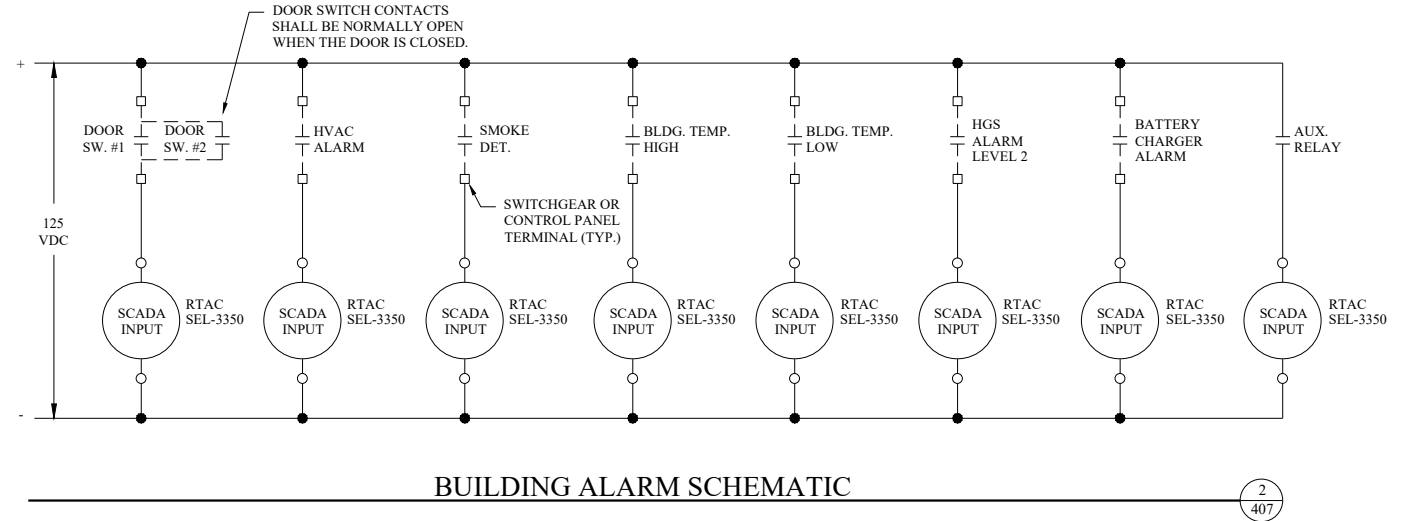 DOOR SWITCH CONTACTS
SHALL BE NORMALLY OPEN
WHEN THE DOOR IS CLOSED.
+
DOOR
SW. #1
DOOR
SW. #2
HVAC
ALARM
SMOKE
DET.
BLDG. TEMP.
HIGH
BLDG. TEMP.
LOW
HGS
ALARM
LEVEL 2
BATTERY
CHARGER
ALARM
AUX.
RELAY
SWITCHGEAR OR
CONTROL PANEL
TERMINAL (TYP.)
125
VDC
SCADA
INPUT
RTAC
SEL-3350
SCADA
INPUT
RTAC
SEL-3350
SCADA
INPUT
RTAC
SEL-3350
SCADA
INPUT
RTAC
SEL-3350
SCADA
INPUT
RTAC
SEL-3350
SCADA
INPUT
RTAC
SEL-3350
SCADA
INPUT
RTAC
SEL-3350
SCADA
INPUT
RTAC
SEL-3350
-
BUILDING ALARM SCHEMATIC
2
407